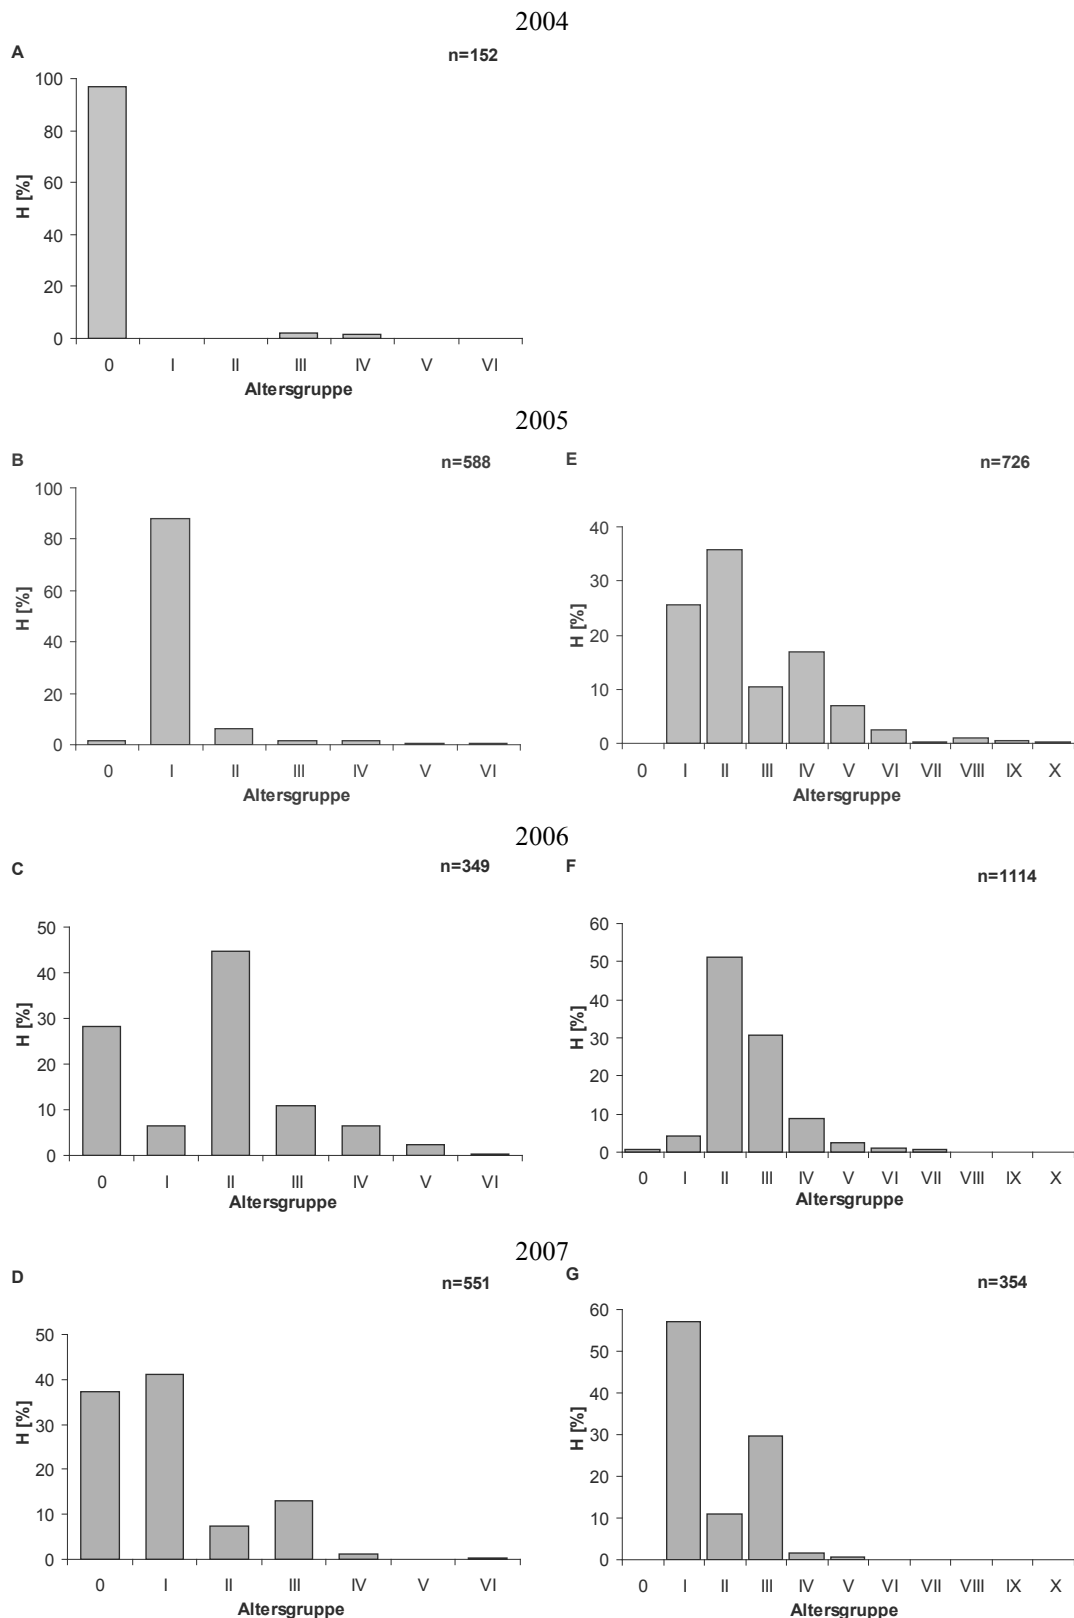 2004
A
n=152
100
80
60
40
20
0
H [%]
0 I II III IV V VI
Altersgruppe
2005
B
n=588
100
80
60
40
20
0
H [%]
0 I II III IV V VI
Altersgruppe
E
n=726
40
30
20
10
0
H [%]
0 I II III IV V VI VII VIII IX X
Altersgruppe
2006
C
n=349
50
40
30
20
10
0
H [%]
0 I II III IV V VI
Altersgruppe
F
n=1114
60
50
40
30
20
10
0
H [%]
0 I II III IV V VI VII VIII IX X
Altersgruppe
2007
D
n=551
50
40
30
20
10
0
H [%]
0 I II III IV V VI
Altersgruppe
G
n=354
60
50
40
30
20
10
0
H [%]
0 I II III IV V VI VII VIII IX X
Altersgruppe